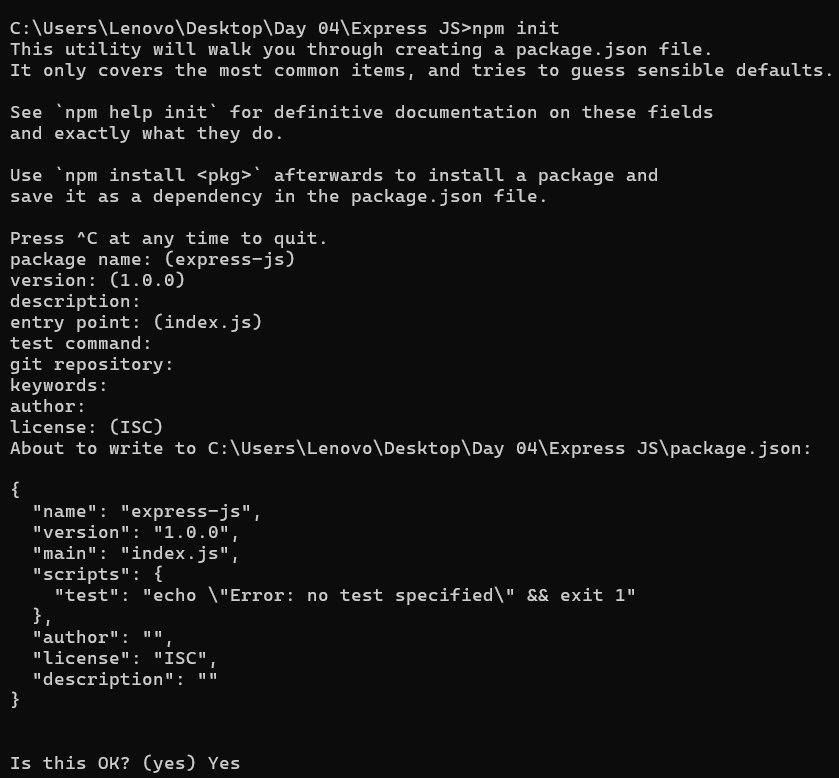 C:\Users\Lenovo\Desktop\Day 04\Express JS>npm init
This utility will walk you through creating a package.json file.
It only covers the most common items, and tries to guess sensible defaults.

See `npm help init` for definitive documentation on these fields
and exactly what they do.

Use `npm install <pkg>` afterwards to install a package and
save it as a dependency in the package.json file.

Press ^C at any time to quit.
package name: (express-js)
version: (1.0.0)
description:
entry point: (index.js)
test command:
git repository:
keywords:
author:
license: (ISC)
About to write to C:\Users\Lenovo\Desktop\Day 04\Express JS\package.json:

{
  "name": "express-js",
  "version": "1.0.0",
  "main": "index.js",
  "scripts": {
    "test": "echo \"Error: no test specified\" && exit 1"
  },
  "author": "",
  "license": "ISC",
  "description": ""
}


Is this OK? (yes) Yes